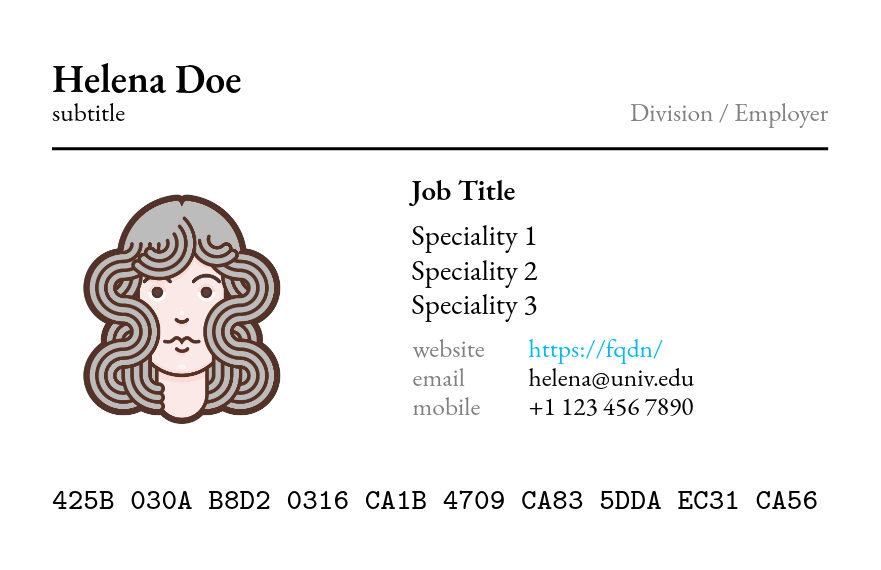 Helena Doe
subtitle
Division / Employer
Job Title
Speciality 1
Speciality 2
Speciality 3
website https://fqdn/
email helena@univ.edu
mobile +1 123 456 7890
425B 030A B8D2 0316 CA1B 4709 CA83 5DDA EC31 CA56